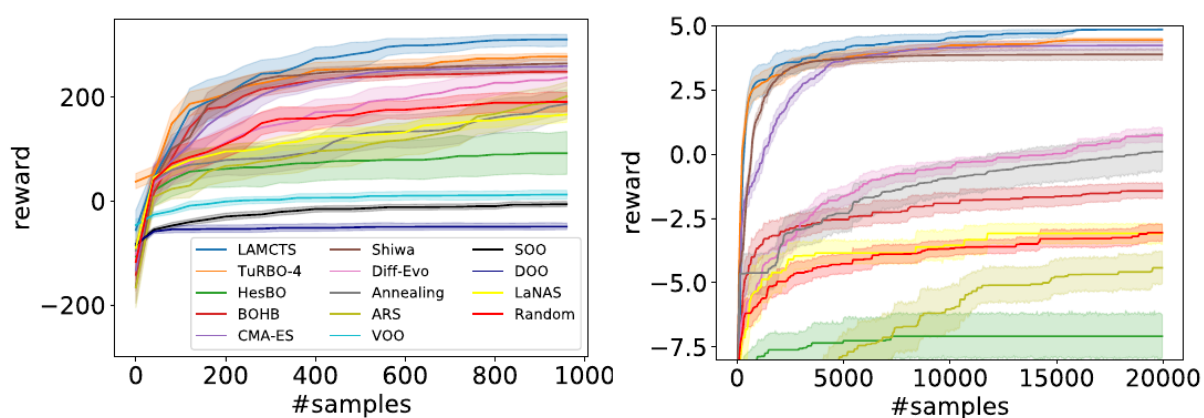 200
0
−200
reward
LAMCTS
TuRBO-4
HesBO
BOHB
CMA-ES
Shiwa
Diff-Evo
Annealing
ARS
VOO
SOO
DOO
LaNAS
Random
0 200 400 600 800 1000
#samples
5.0
2.5
0.0
−2.5
−5.0
−7.5
reward
0 5000 10000 15000 20000
#samples